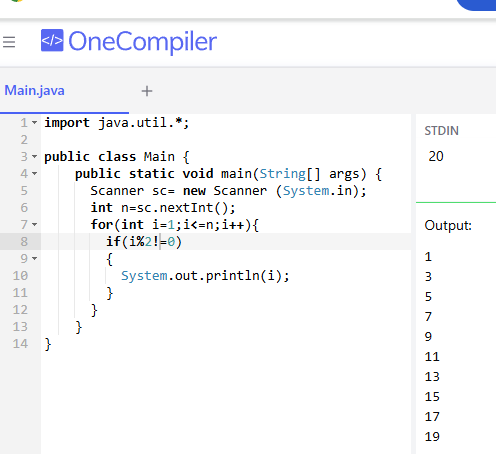 </> OneCompiler
Main.java +
1 import java.util.*;
2
3 public class Main {
4     public static void main(String[] args) {
5       Scanner sc= new Scanner (System.in);
6       int n=sc.nextInt();
7       for(int i=1;i<=n;i++){
8         if(i%2!=0)
9         {
10           System.out.println(i);
11         }
12       }
13     }
14 }
STDIN
20
Output:
1
3
5
7
9
11
13
15
17
19